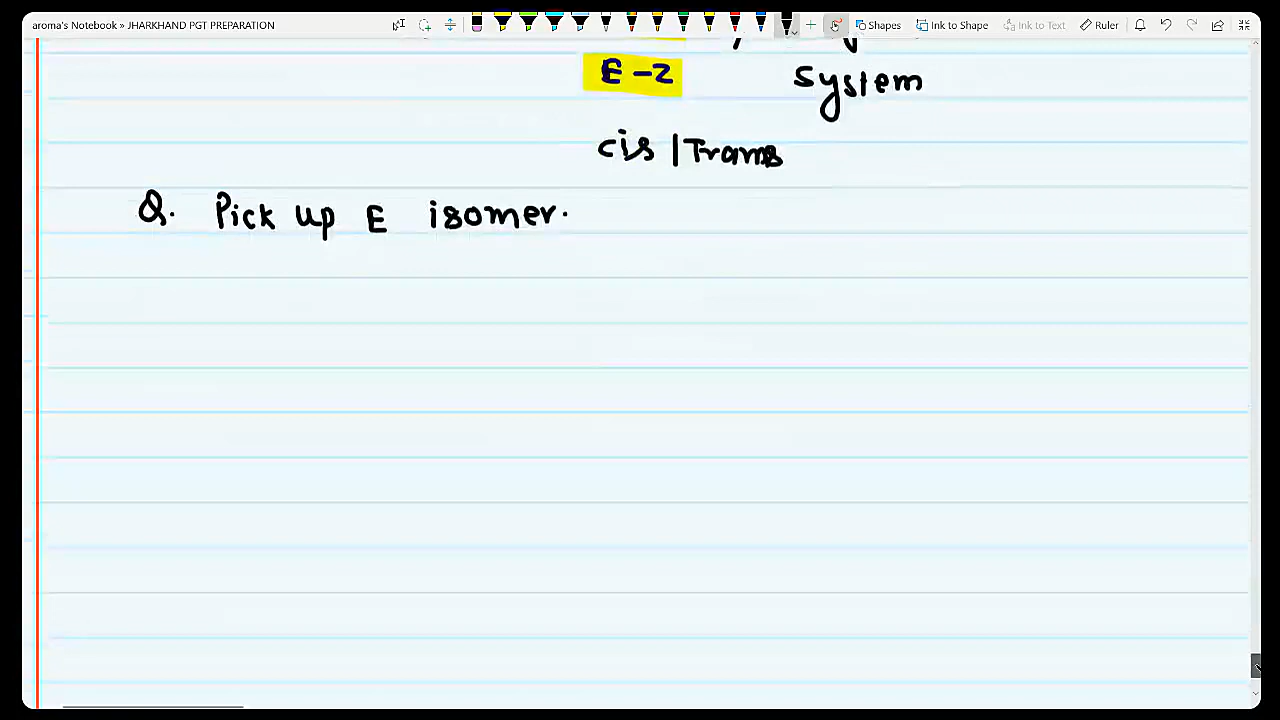 aroma's Notebook » JHARKHAND PGT PREPARATION
Shapes Ink to Shape Ink to Text Ruler
E-Z system
cis | Trans
Q. Pick up E isomer.